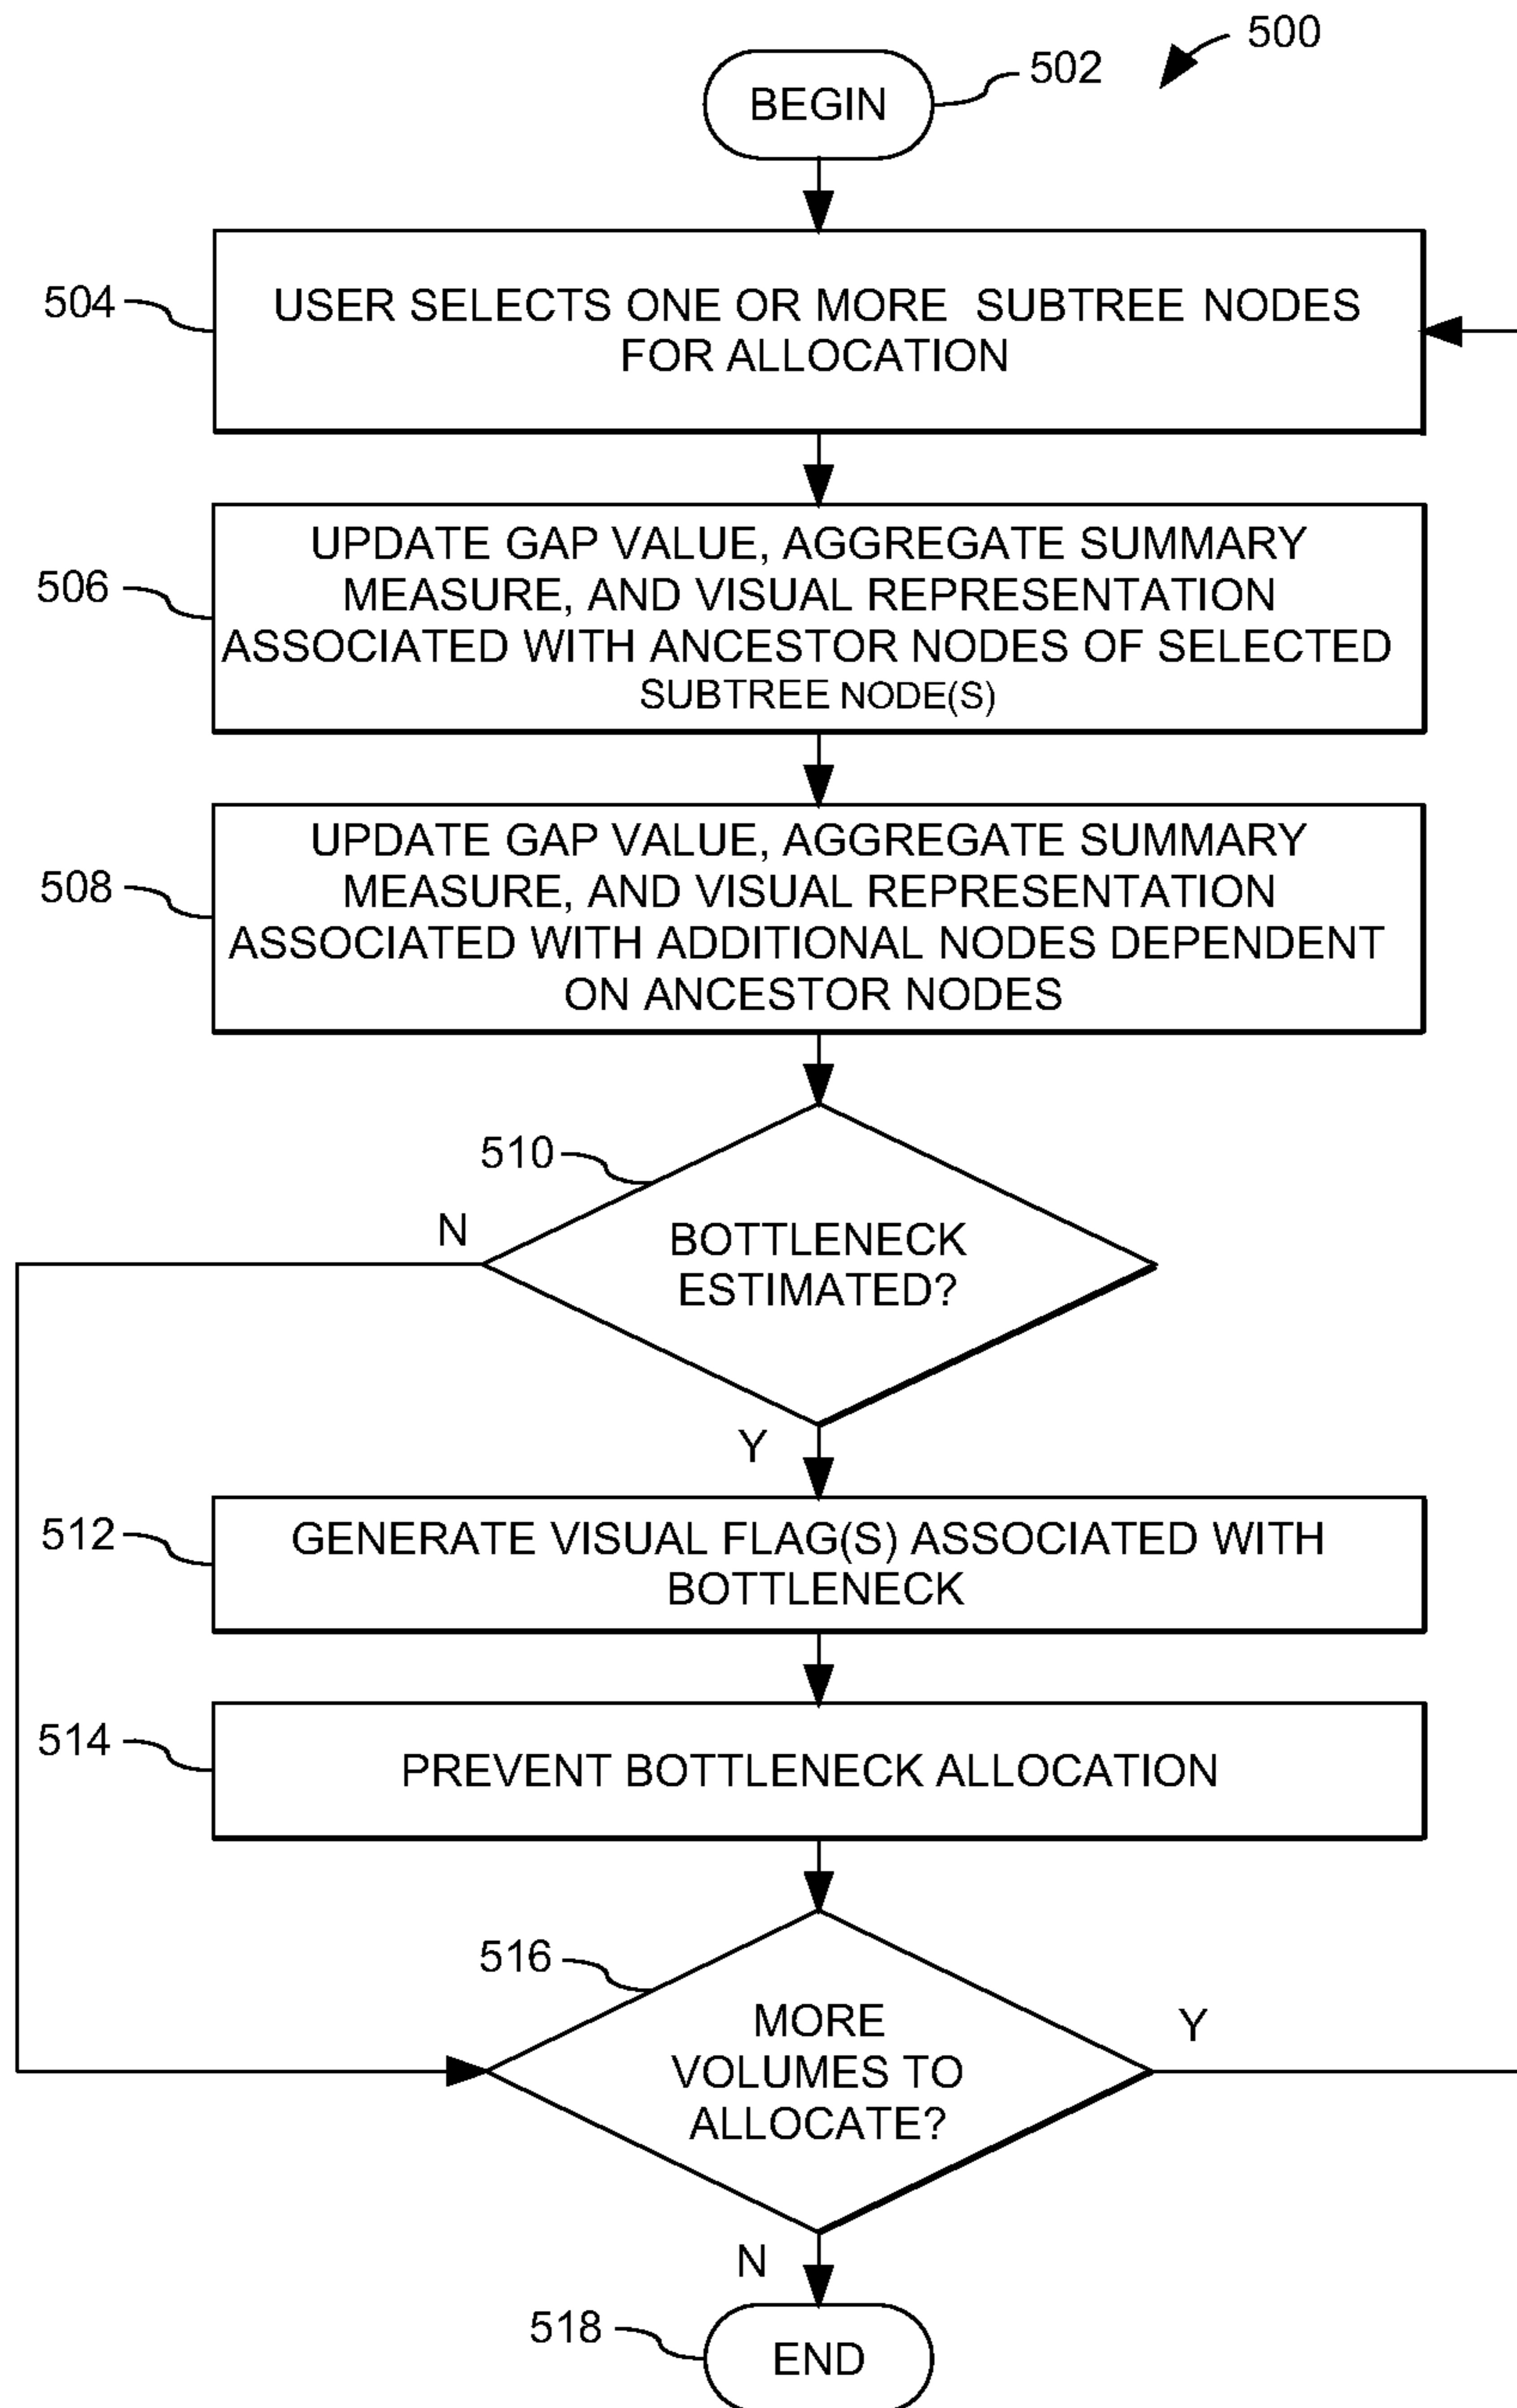 500
BEGIN
502
504
USER SELECTS ONE OR MORE SUBTREE NODES
FOR ALLOCATION
506
UPDATE GAP VALUE, AGGREGATE SUMMARY
MEASURE, AND VISUAL REPRESENTATION
ASSOCIATED WITH ANCESTOR NODES OF SELECTED
SUBTREE NODE(S)
508
UPDATE GAP VALUE, AGGREGATE SUMMARY
MEASURE, AND VISUAL REPRESENTATION
ASSOCIATED WITH ADDITIONAL NODES DEPENDENT
ON ANCESTOR NODES
510
N
BOTTLENECK
ESTIMATED?
Y
512
GENERATE VISUAL FLAG(S) ASSOCIATED WITH
BOTTLENECK
514
PREVENT BOTTLENECK ALLOCATION
516
MORE
VOLUMES TO
ALLOCATE?
Y
N
518
END